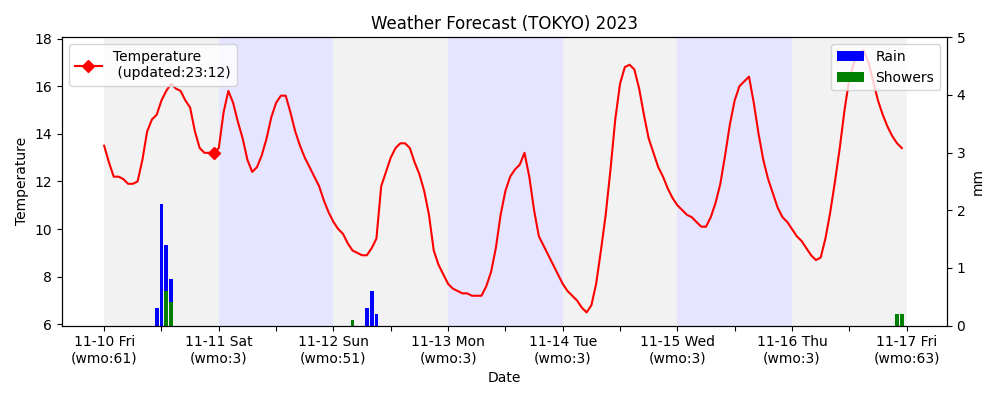 Weather Forecast (TOKYO) 2023
Temperature
(updated:23:12)
Rain
Showers
18
16
14
12
10
8
6
Temperature
5
4
3
2
1
0
mm
11-10 Fri
(wmo:61)
11-11 Sat
(wmo:3)
11-12 Sun
(wmo:51)
11-13 Mon
(wmo:3)
11-14 Tue
(wmo:3)
11-15 Wed
(wmo:3)
11-16 Thu
(wmo:3)
11-17 Fri
(wmo:63)
Date